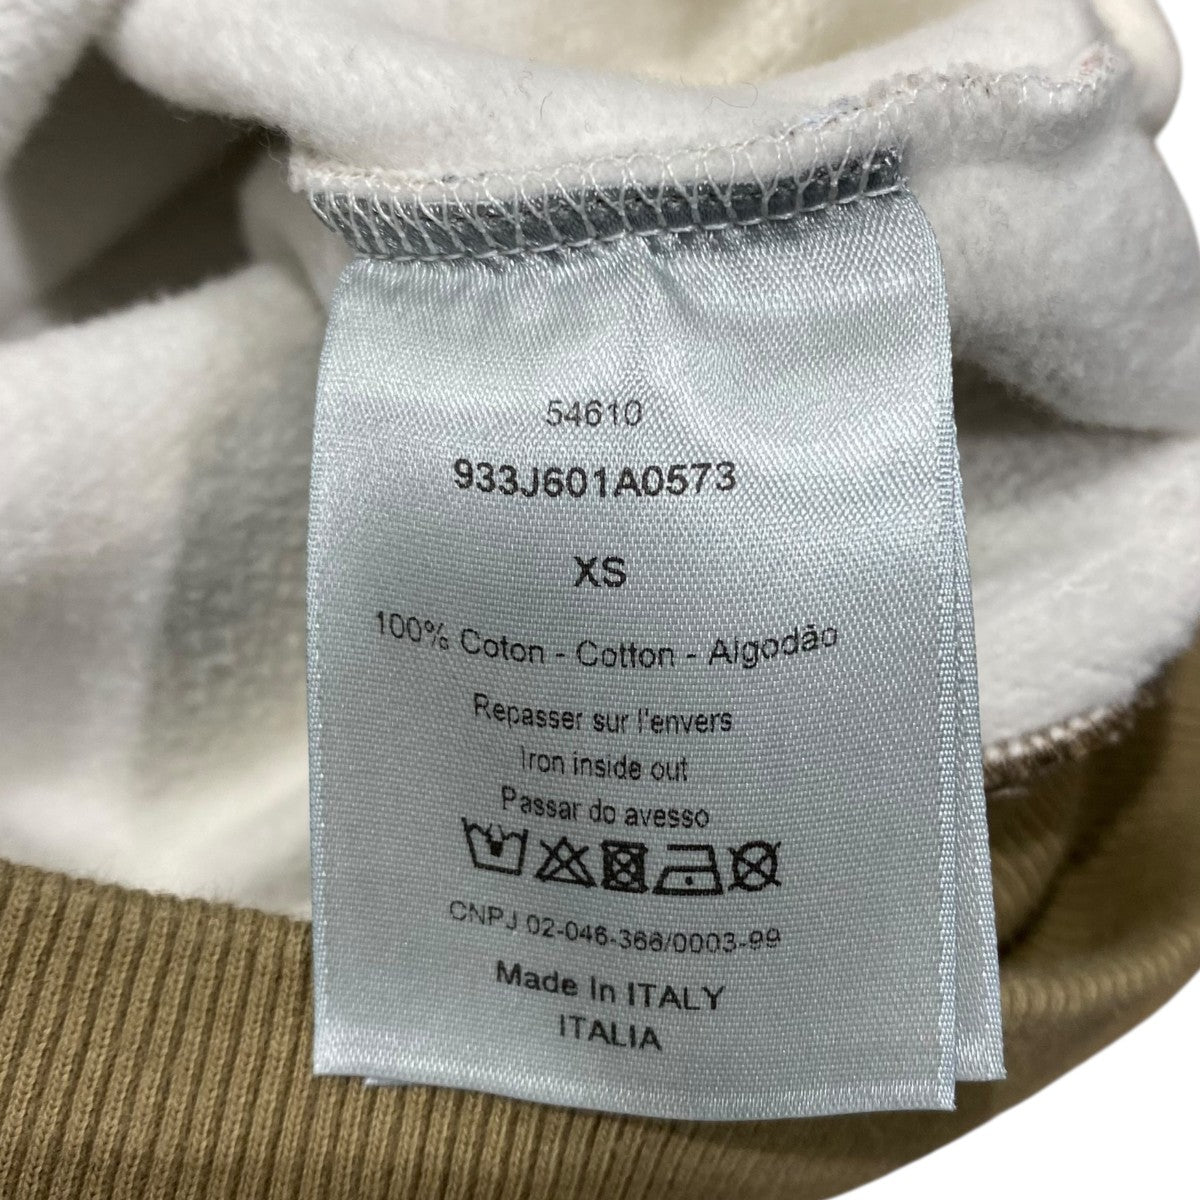 54610
933J601A0573
XS
100% Coton - Cotton - Algodão
Repasser sur l'envers
Iron inside out
Passar do avesso
CNPJ 02-046-366/0003-99
Made In ITALY
ITALIA